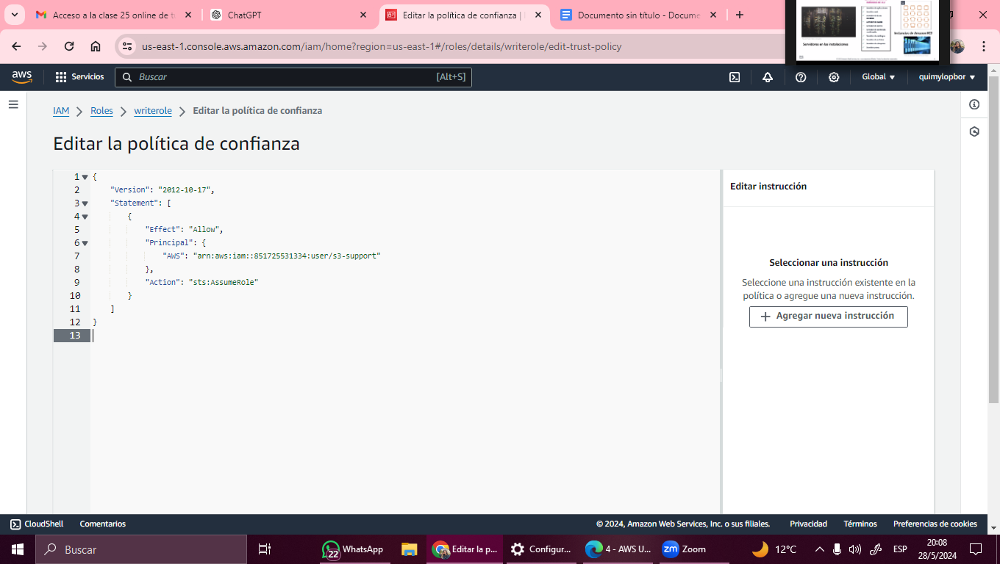 Acceso a la clase 25 online de t
ChatGPT
Editar la política de confianza |
Documento sin título - Docume
us-east-1.console.aws.amazon.com/iam/home?region=us-east-1#/roles/details/writerole/edit-trust-policy
Servidores en las instalaciones
aws
Servicios
Buscar
[Alt+S]
Global
quimylopbor
IAM
Roles
writerole
Editar la política de confianza
Editar la política de confianza
1 {
2 "Version": "2012-10-17",
3 "Statement": [
4 {
5 "Effect": "Allow",
6 "Principal": {
7 "AWS": "arn:aws:iam::851725531334:user/s3-support"
8 },
9 "Action": "sts:AssumeRole"
10 }
11 ]
12 }
13
Editar instrucción
Seleccionar una instrucción
Seleccione una instrucción existente en la
política o agregue una nueva instrucción.
Agregar nueva instrucción
CloudShell
Comentarios
© 2024, Amazon Web Services, Inc. o sus filiales.
Privacidad
Términos
Preferencias de cookies
Buscar
22
WhatsApp
Editar la p...
Configur...
4 - AWS U...
zm
Zoom
12°C
ESP
20:08
28/5/2024